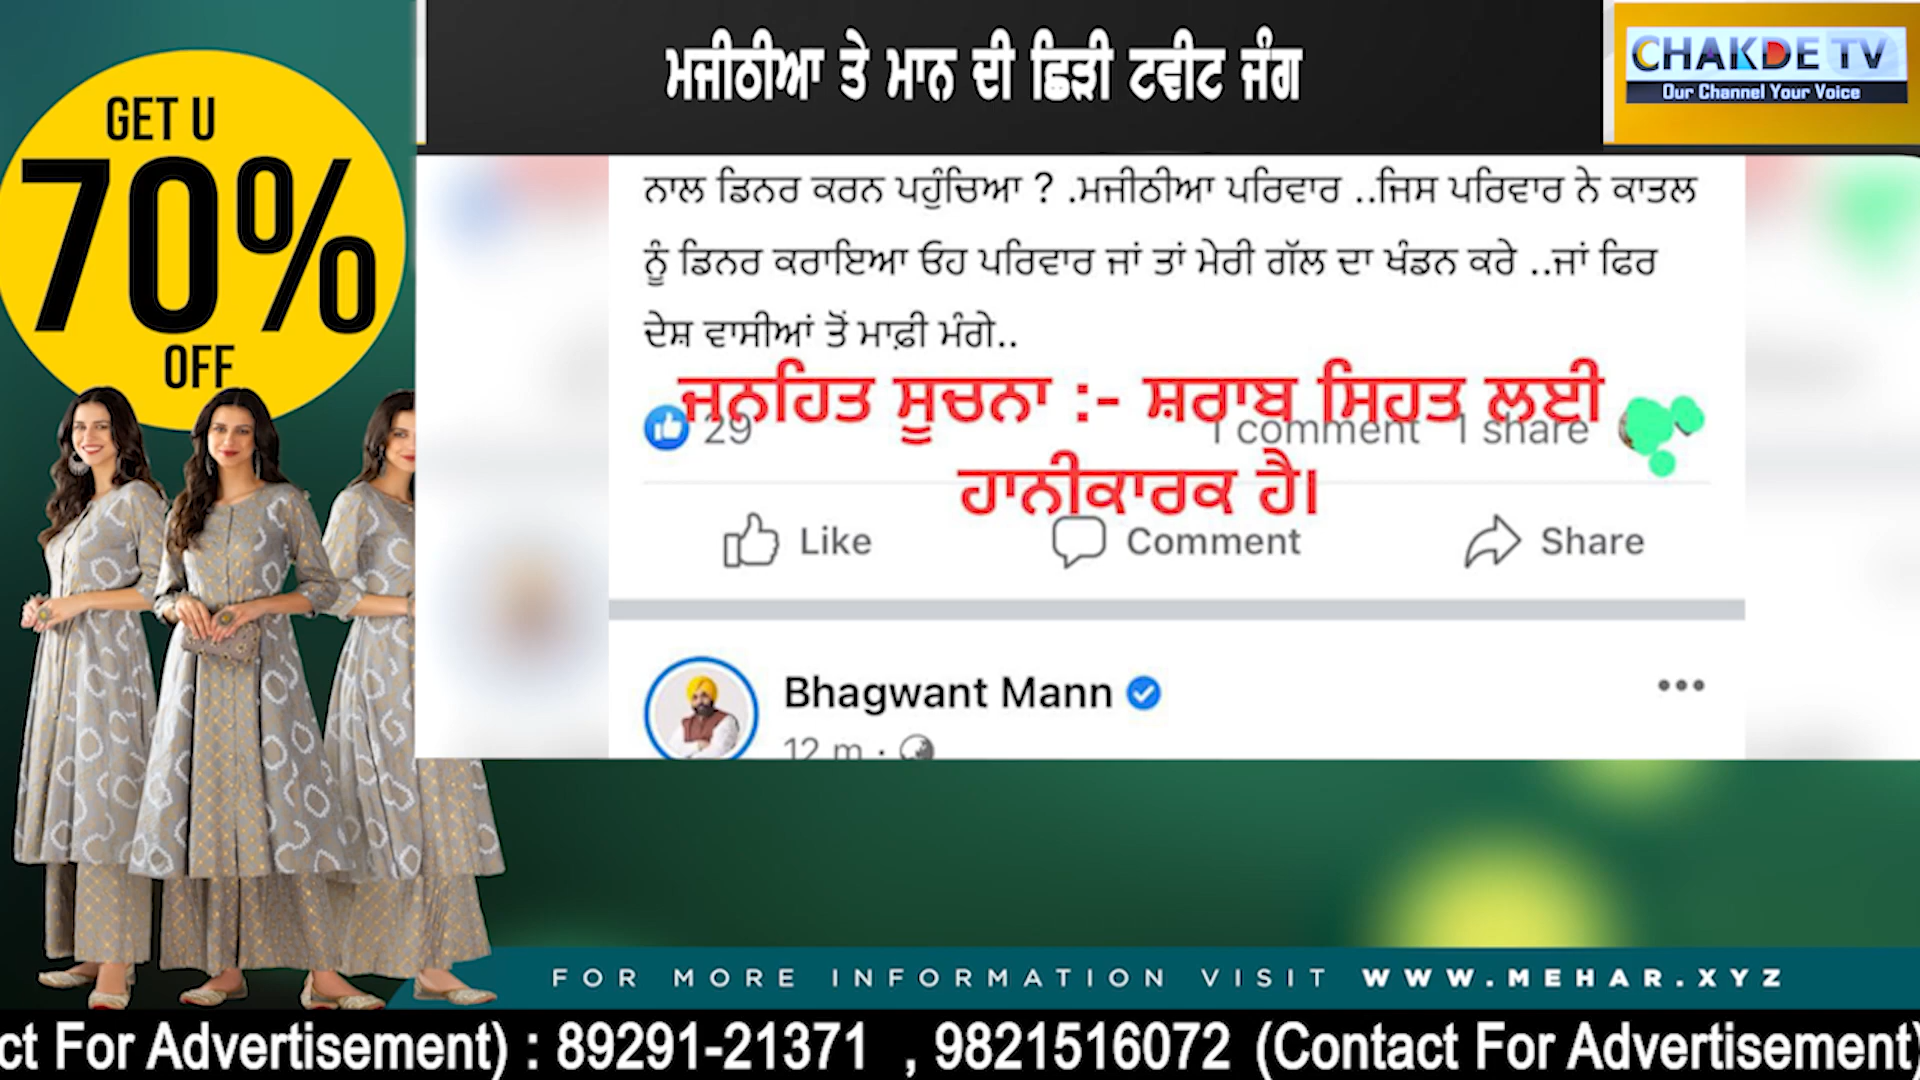 ਮਜੀਠੀਆ ਤੇ ਮਾਨ ਦੀ ਛਿੜੀ ਟਵੀਟ ਜੰਗ
CHAKDE TV
Our Channel Your Voice
GET U
70%
OFF
ਨਾਲ ਡਿਨਰ ਕਰਨ ਪਹੁੰਚਿਆ ? .ਮਜੀਠੀਆ ਪਰਿਵਾਰ ..ਜਿਸ ਪਰਿਵਾਰ ਨੇ ਕਾਤਲ
ਨੂੰ ਡਿਨਰ ਕਰਾਇਆ ਓਹ ਪਰਿਵਾਰ ਜਾਂ ਤਾਂ ਮੇਰੀ ਗੱਲ ਦਾ ਖੰਡਨ ਕਰੇ ..ਜਾਂ ਫਿਰ
ਦੇਸ਼ ਵਾਸੀਆਂ ਤੋਂ ਮਾਫ਼ੀ ਮੰਗੇ..
ਜਨਹਿਤ ਸੂਚਨਾ :- ਸ਼ਰਾਬ ਸਿਹਤ ਲਈ
ਹਾਨੀਕਾਰਕ ਹੈ।
29 1 comment 1 share
Like Comment Share
Bhagwant Mann
12 m ·
FOR MORE INFORMATION VISIT WWW.MEHAR.XYZ
ct For Advertisement) : 89291-21371 , 9821516072 (Contact For Advertisement)